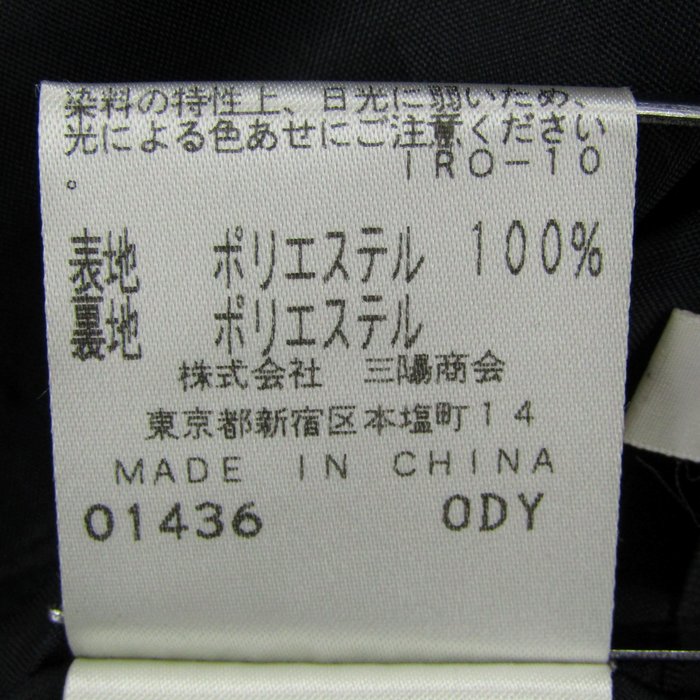 染料の特性上、日光に弱いため、
光による色あせにご注意ください
。 IRO-10
表地 ポリエステル 100%
裏地 ポリエステル
株式会社 三陽商会
東京都新宿区本塩町14
MADE IN CHINA
01436 ODY